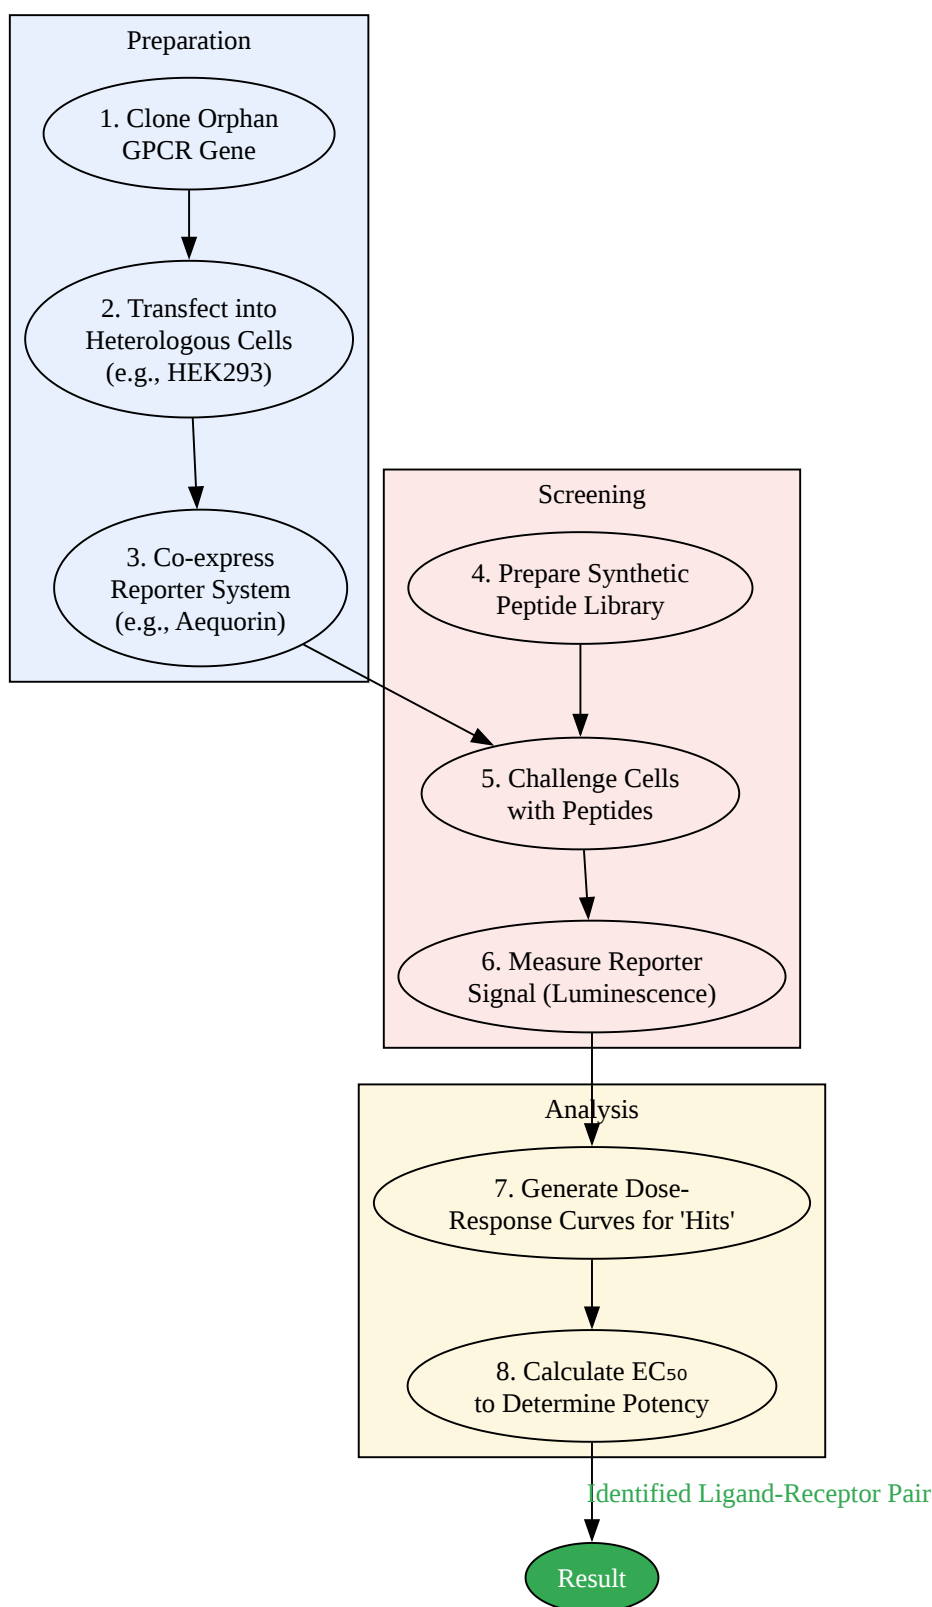 Preparation
1. Clone Orphan
GPCR Gene
2. Transfect into
Heterologous Cells
(e.g., HEK293)
3. Co-express
Reporter System
(e.g., Aequorin)
Screening
4. Prepare Synthetic
Peptide Library
5. Challenge Cells
with Peptides
6. Measure Reporter
Signal (Luminescence)
Analysis
7. Generate Dose-
Response Curves for 'Hits'
8. Calculate EC₅₀
to Determine Potency
Identified Ligand-Receptor Pair
Result